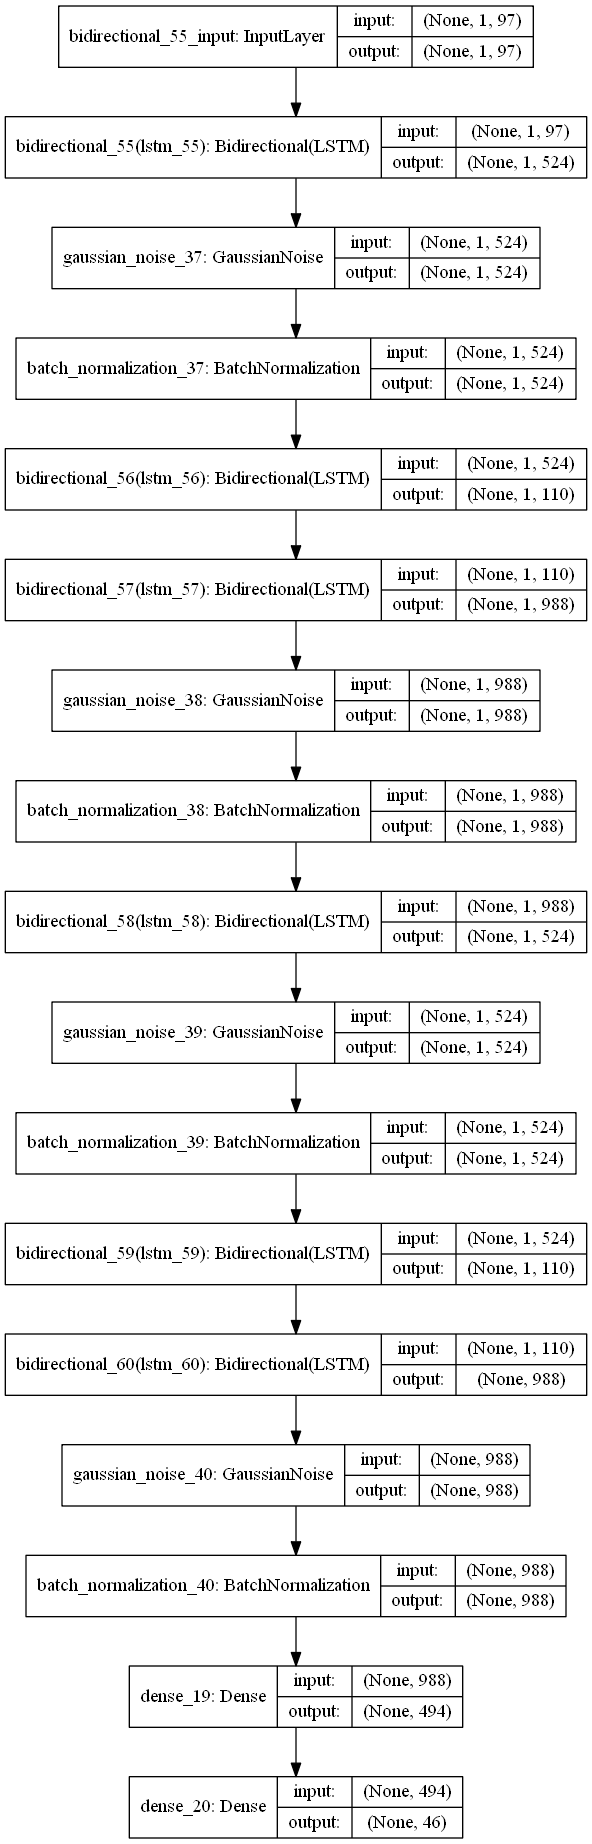 bidirectional_55_input: InputLayer
input: (None, 1, 97)
output: (None, 1, 97)
bidirectional_55(lstm_55): Bidirectional(LSTM)
input: (None, 1, 97)
output: (None, 1, 524)
gaussian_noise_37: GaussianNoise
input: (None, 1, 524)
output: (None, 1, 524)
batch_normalization_37: BatchNormalization
input: (None, 1, 524)
output: (None, 1, 524)
bidirectional_56(lstm_56): Bidirectional(LSTM)
input: (None, 1, 524)
output: (None, 1, 110)
bidirectional_57(lstm_57): Bidirectional(LSTM)
input: (None, 1, 110)
output: (None, 1, 988)
gaussian_noise_38: GaussianNoise
input: (None, 1, 988)
output: (None, 1, 988)
batch_normalization_38: BatchNormalization
input: (None, 1, 988)
output: (None, 1, 988)
bidirectional_58(lstm_58): Bidirectional(LSTM)
input: (None, 1, 988)
output: (None, 1, 524)
gaussian_noise_39: GaussianNoise
input: (None, 1, 524)
output: (None, 1, 524)
batch_normalization_39: BatchNormalization
input: (None, 1, 524)
output: (None, 1, 524)
bidirectional_59(lstm_59): Bidirectional(LSTM)
input: (None, 1, 524)
output: (None, 1, 110)
bidirectional_60(lstm_60): Bidirectional(LSTM)
input: (None, 1, 110)
output: (None, 988)
gaussian_noise_40: GaussianNoise
input: (None, 988)
output: (None, 988)
batch_normalization_40: BatchNormalization
input: (None, 988)
output: (None, 988)
dense_19: Dense
input: (None, 988)
output: (None, 494)
dense_20: Dense
input: (None, 494)
output: (None, 46)